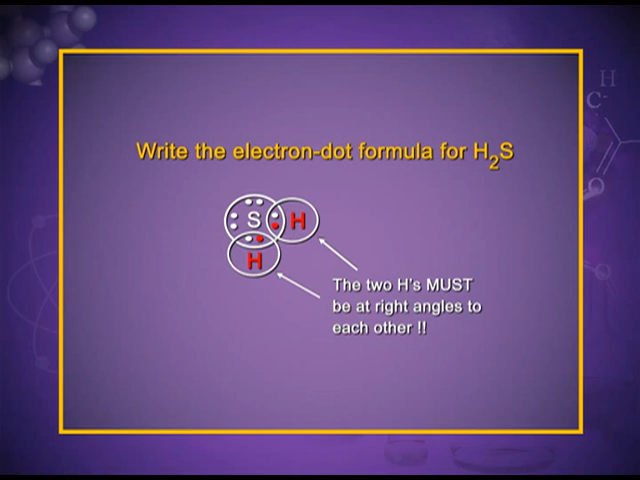 H
C
O
Write the electron-dot formula for H₂S
S H
H
The two H's MUST
be at right angles to
each other !!